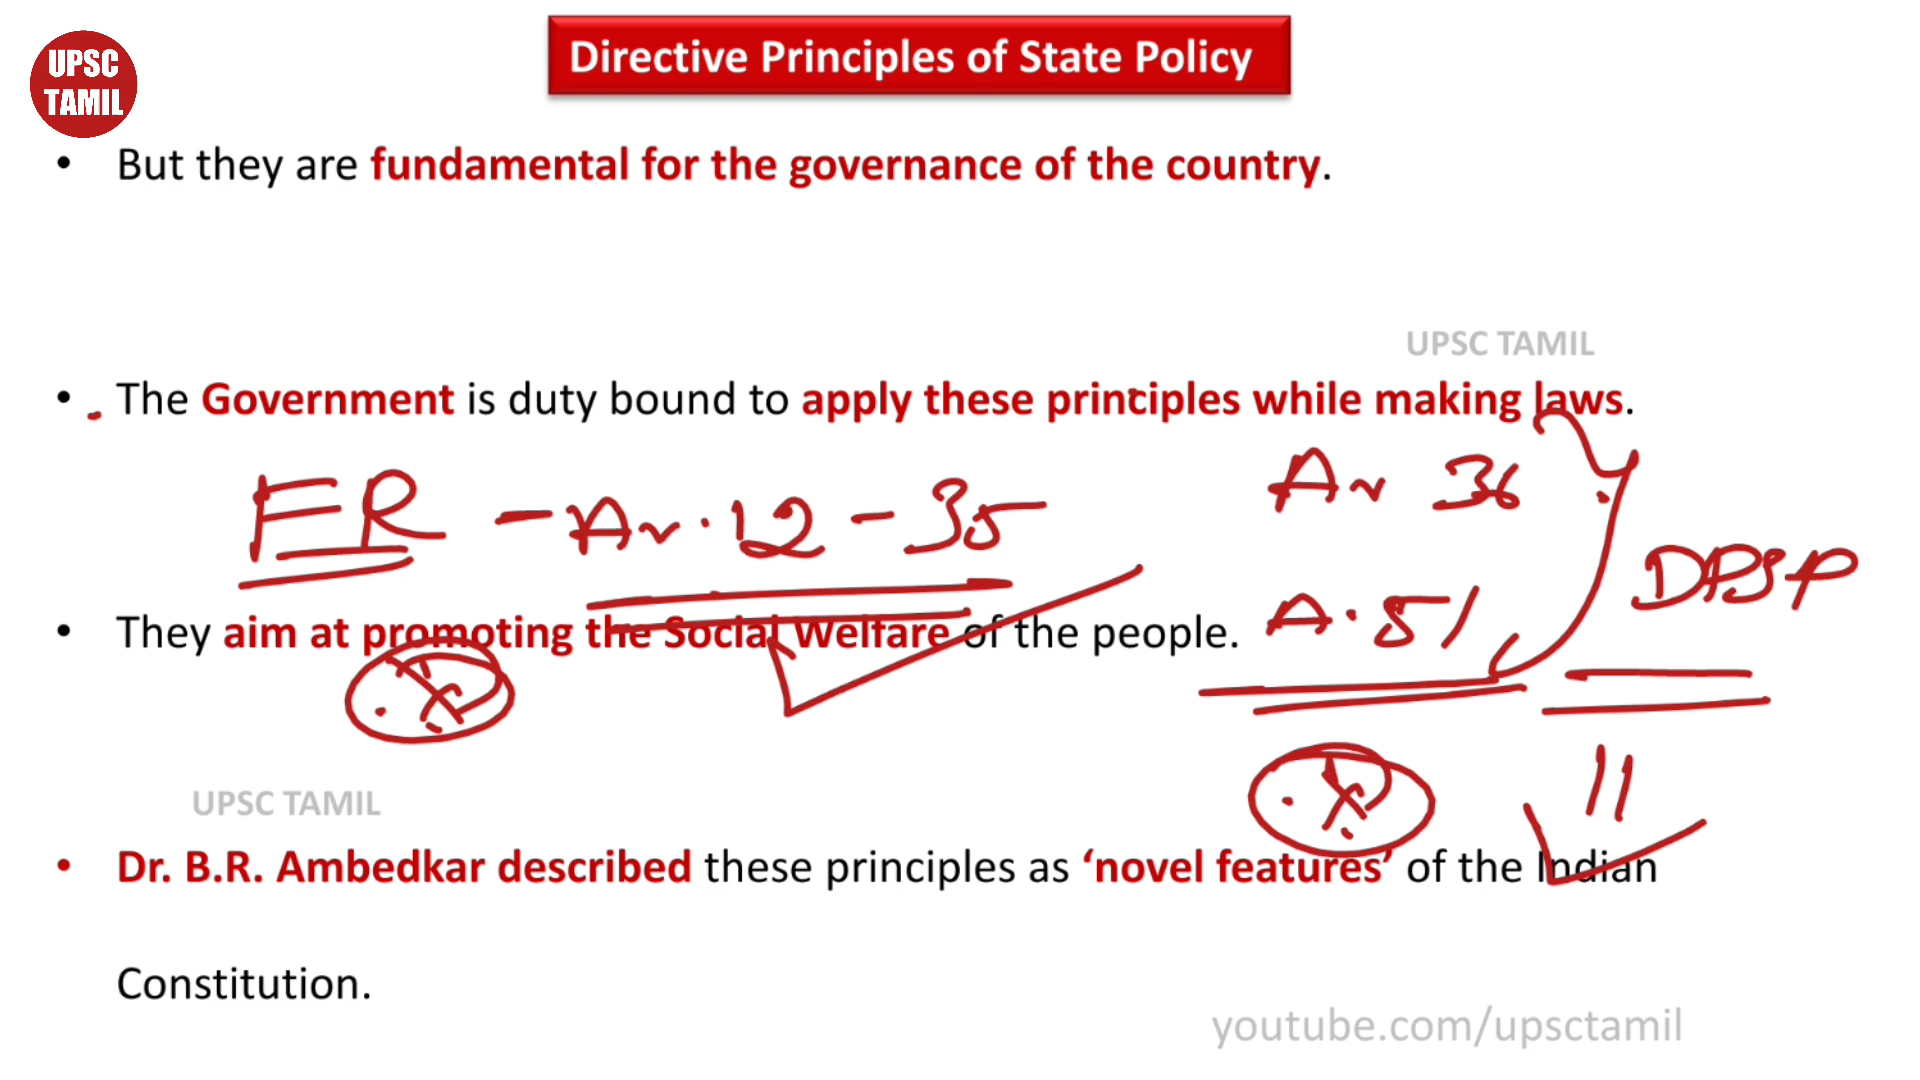 UPSC
TAMIL
Directive Principles of State Policy
• But they are fundamental for the governance of the country.
UPSC TAMIL
• The Government is duty bound to apply these principles while making laws.
FR - Ar. 12 - 35
Ar 36
DPSP
A. 51
• They aim at promoting the Social Welfare of the people.
UPSC TAMIL
• Dr. B.R. Ambedkar described these principles as ‘novel features’ of the Indian
Constitution.
youtube.com/upsctamil